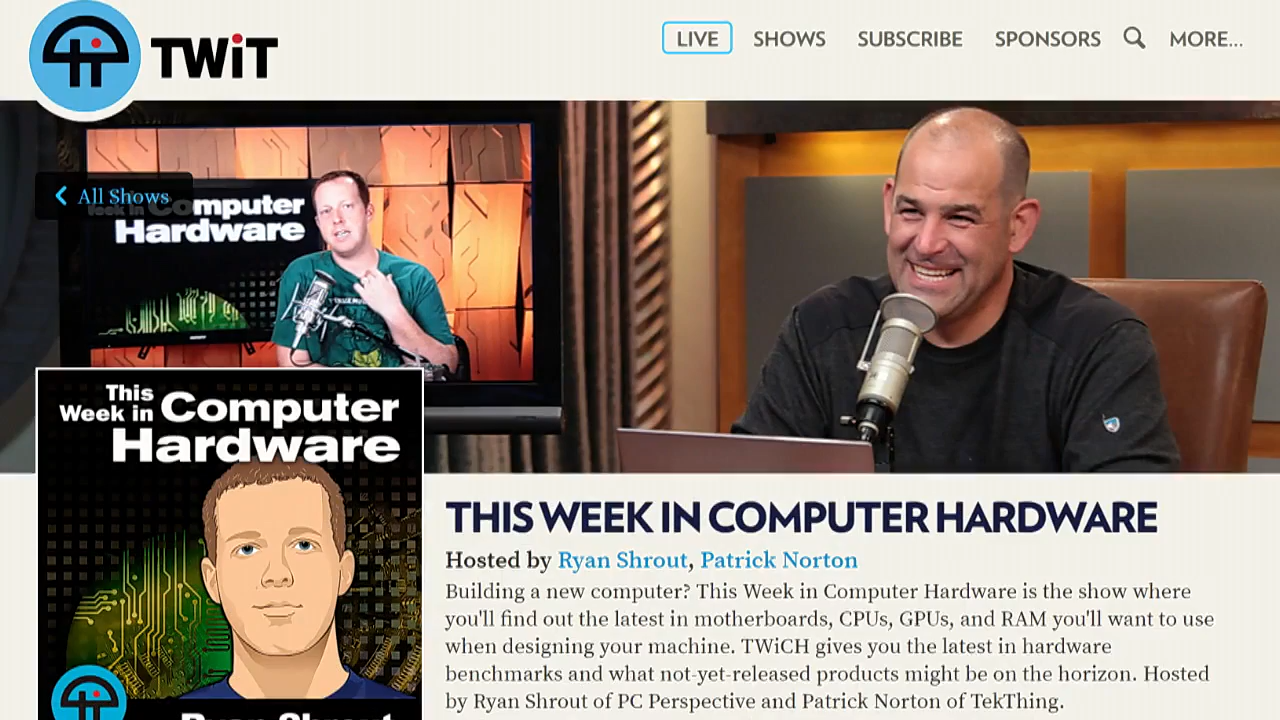 TWiT
LIVE
SHOWS
SUBSCRIBE
SPONSORS
MORE...
All Shows
Week in Computer
Hardware
This
Week in Computer
Hardware
Ryan Shrout
THIS WEEK IN COMPUTER HARDWARE
Hosted by Ryan Shrout, Patrick Norton
Building a new computer? This Week in Computer Hardware is the show where
you'll find out the latest in motherboards, CPUs, GPUs, and RAM you'll want to use
when designing your machine. TWiCH gives you the latest in hardware
benchmarks and what not-yet-released products might be on the horizon. Hosted
by Ryan Shrout of PC Perspective and Patrick Norton of TekThing.